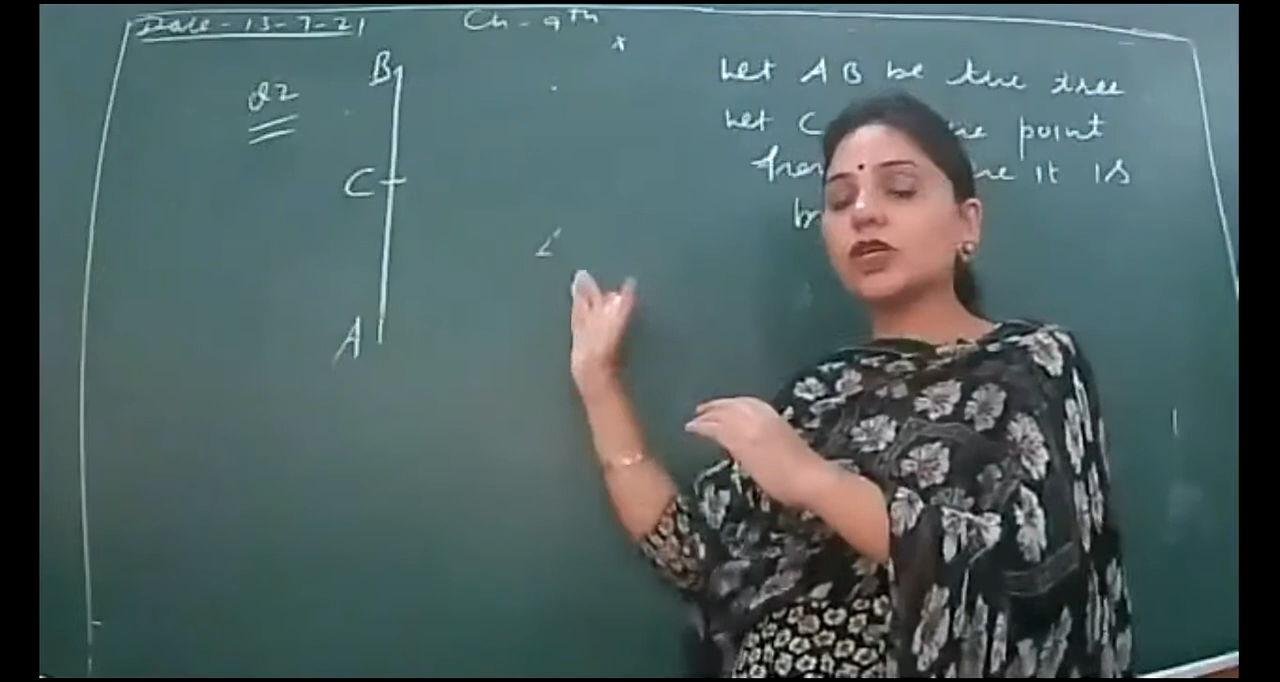 Date - 13-7-21
Ch - 9th
Q2
B
C
A
Let AB be the tree
Let C point
it is